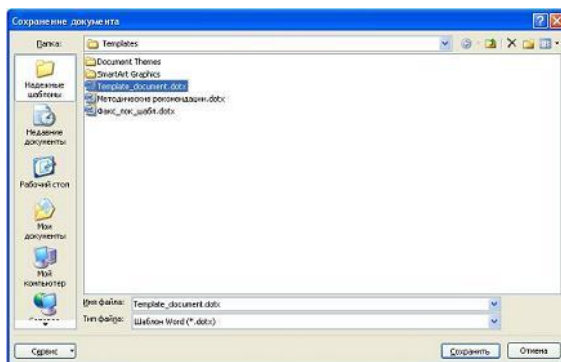 Сохранение документа
Папка:
Templates
Надежные шаблоны
Недавние документы
Рабочий стол
Мои документы
Мой компьютер
Document Themes
SmartArt Graphics
Template_document.dotx
Методические рекомендации.dotx
Факс_лок_шабл.dotx
Имя файла:
Template_document.dotx
Тип файла:
Шаблон Word (*.dotx)
Сервис
Сохранить
Отмена